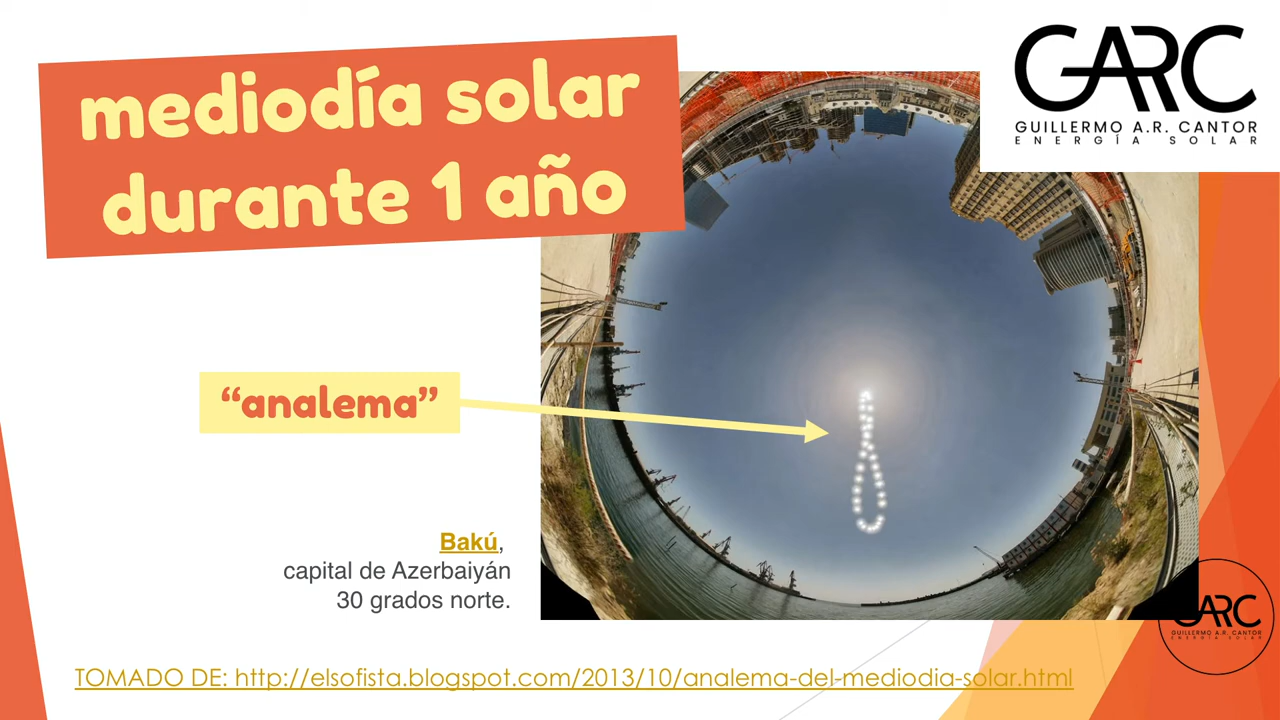 mediodía solar
durante 1 año
GARC
GUILLERMO A.R. CANTOR
ENERGÍA SOLAR
“analema”
Bakú,
capital de Azerbaiyán
30 grados norte.
GARC
GUILLERMO A.R. CANTOR
ENERGÍA SOLAR
TOMADO DE: http://elsofista.blogspot.com/2013/10/analema-del-mediodia-solar.html